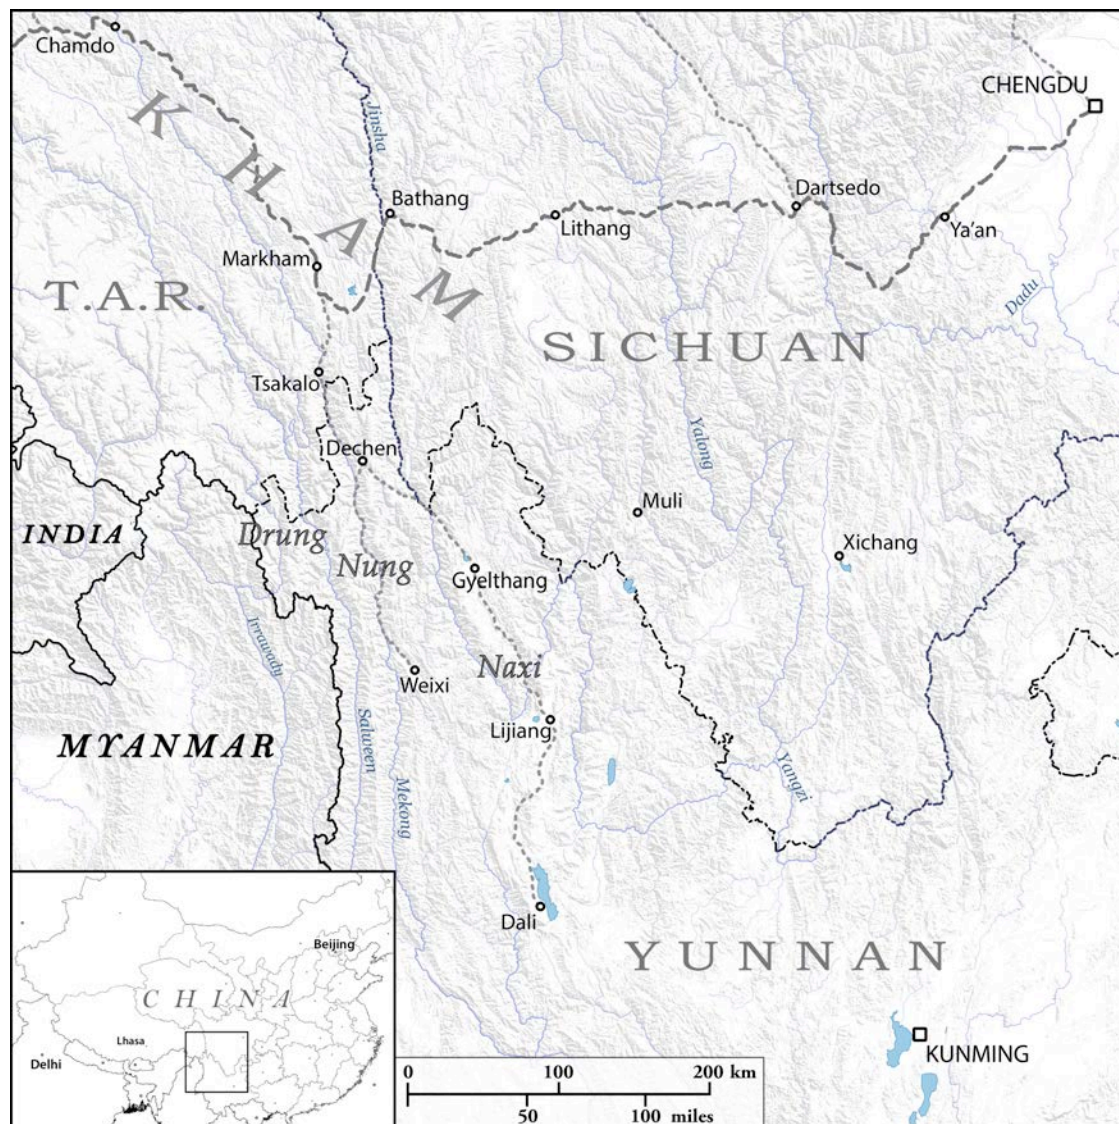 Chamdo
CHENGDU
KHAM
Jinsha
Bathang
Dartsedo
Lithang
Ya'an
Markham
T.A.R.
Dadu
SICHUAN
Tsakalo
Yalong
Dechen
Muli
INDIA
Drung
Nung
Xichang
Gyelthang
Irrawady
Naxi
Weixi
Salween
Lijiang
MYANMAR
Mekong
Yangzi
Dali
YUNNAN
Beijing
CHINA
Lhasa
Delhi
KUNMING
0 100 200 km
50 100 miles